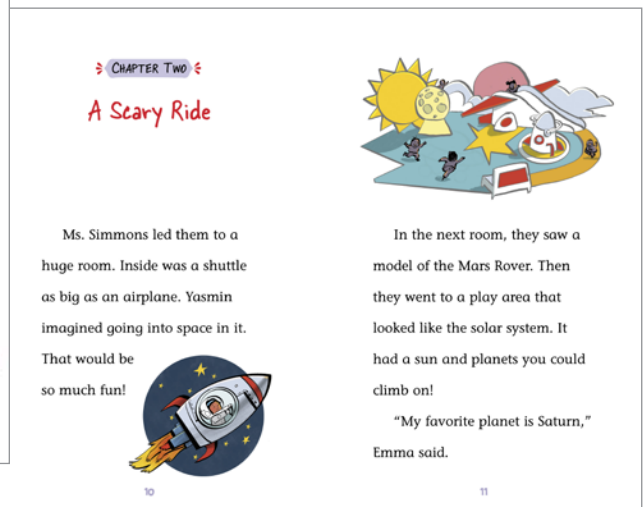 CHAPTER TWO
A Scary Ride
Ms. Simmons led them to a
huge room. Inside was a shuttle
as big as an airplane. Yasmin
imagined going into space in it.
That would be
so much fun!
10
In the next room, they saw a
model of the Mars Rover. Then
they went to a play area that
looked like the solar system. It
had a sun and planets you could
climb on!
“My favorite planet is Saturn,”
Emma said.
11